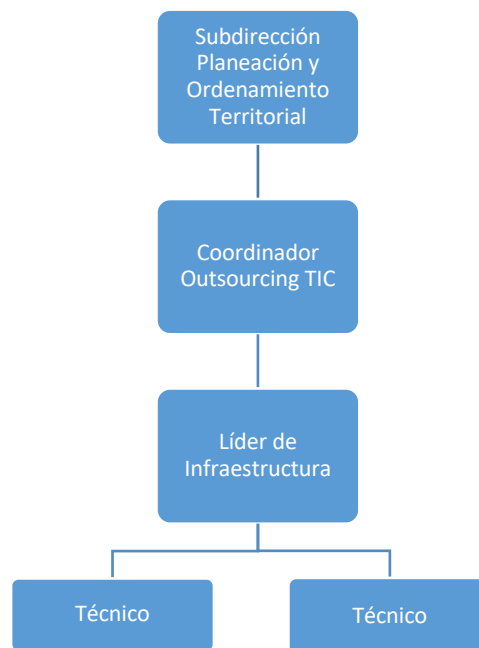 Subdirección
Planeación y
Ordenamiento
Territorial
Coordinador
Outsourcing TIC
Líder de
Infraestructura
Técnico
Técnico